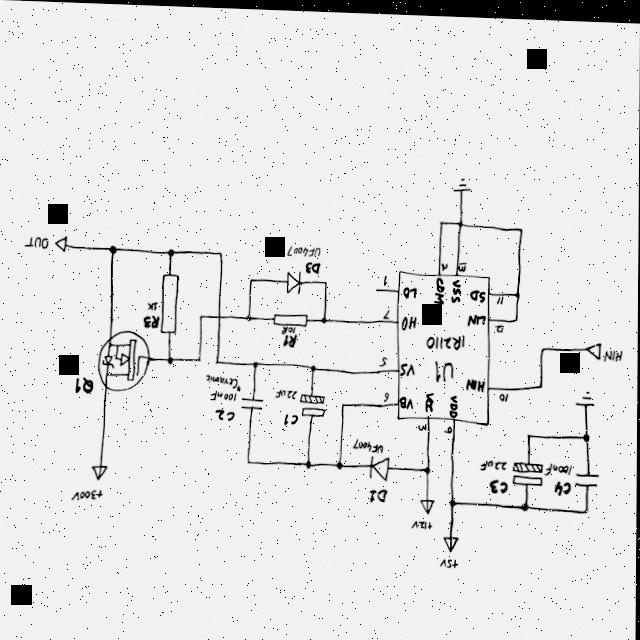 +5V
+12V
+300V
C4
100nF
C3
22uF
D1
UF4007
9
3
VDD
VCC
10
HIN
VB
6
U1
VS
5
IR2110
12
LIN
HO
7
11
SD
LO
1
VSS
COM
13
2
HIN
C1
22uF
C2
100nF
*Ceramic
Q1
R1
10R
R3
1K
D3
UF4007
OUT